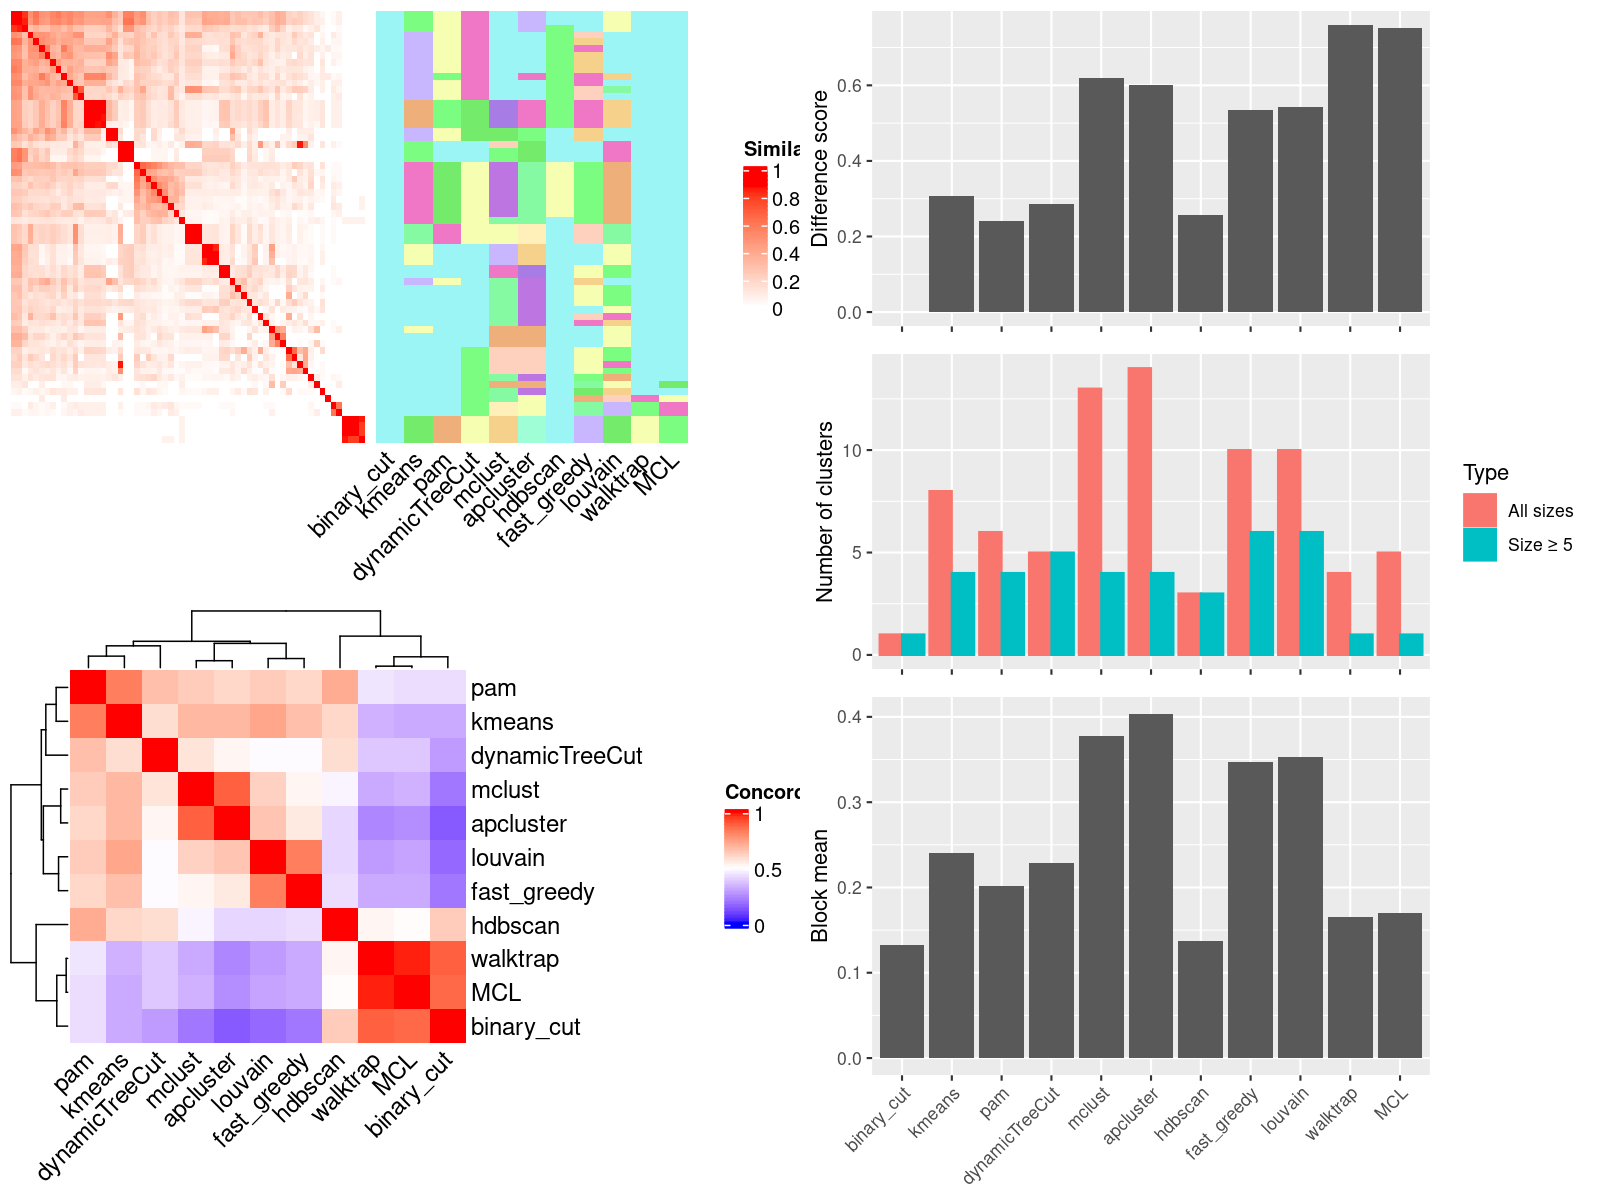 Simila
1
0.8
0.6
0.4
0.2
0
binary_cut
kmeans
pam
dynamicTreeCut
mclust
apcluster
hdbscan
fast_greedy
louvain
walktrap
MCL
pam
kmeans
dynamicTreeCut
mclust
apcluster
louvain
fast_greedy
hdbscan
walktrap
MCL
binary_cut
pam
kmeans
dynamicTreeCut
mclust
apcluster
louvain
fast_greedy
hdbscan
walktrap
MCL
binary_cut
Concord
1
0.5
0
Difference score
0.6
0.4
0.2
0.0
Number of clusters
10
5
0
Type
All sizes
Size ≥ 5
Block mean
0.4
0.3
0.2
0.1
0.0
binary_cut
kmeans
pam
dynamicTreeCut
mclust
apcluster
hdbscan
fast_greedy
louvain
walktrap
MCL